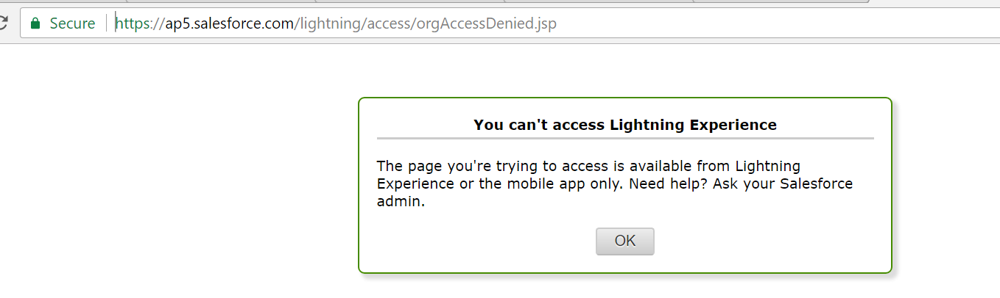 Secure https://ap5.salesforce.com/lightning/access/orgAccessDenied.jsp
You can't access Lightning Experience
The page you're trying to access is available from Lightning
Experience or the mobile app only. Need help? Ask your Salesforce
admin.
OK